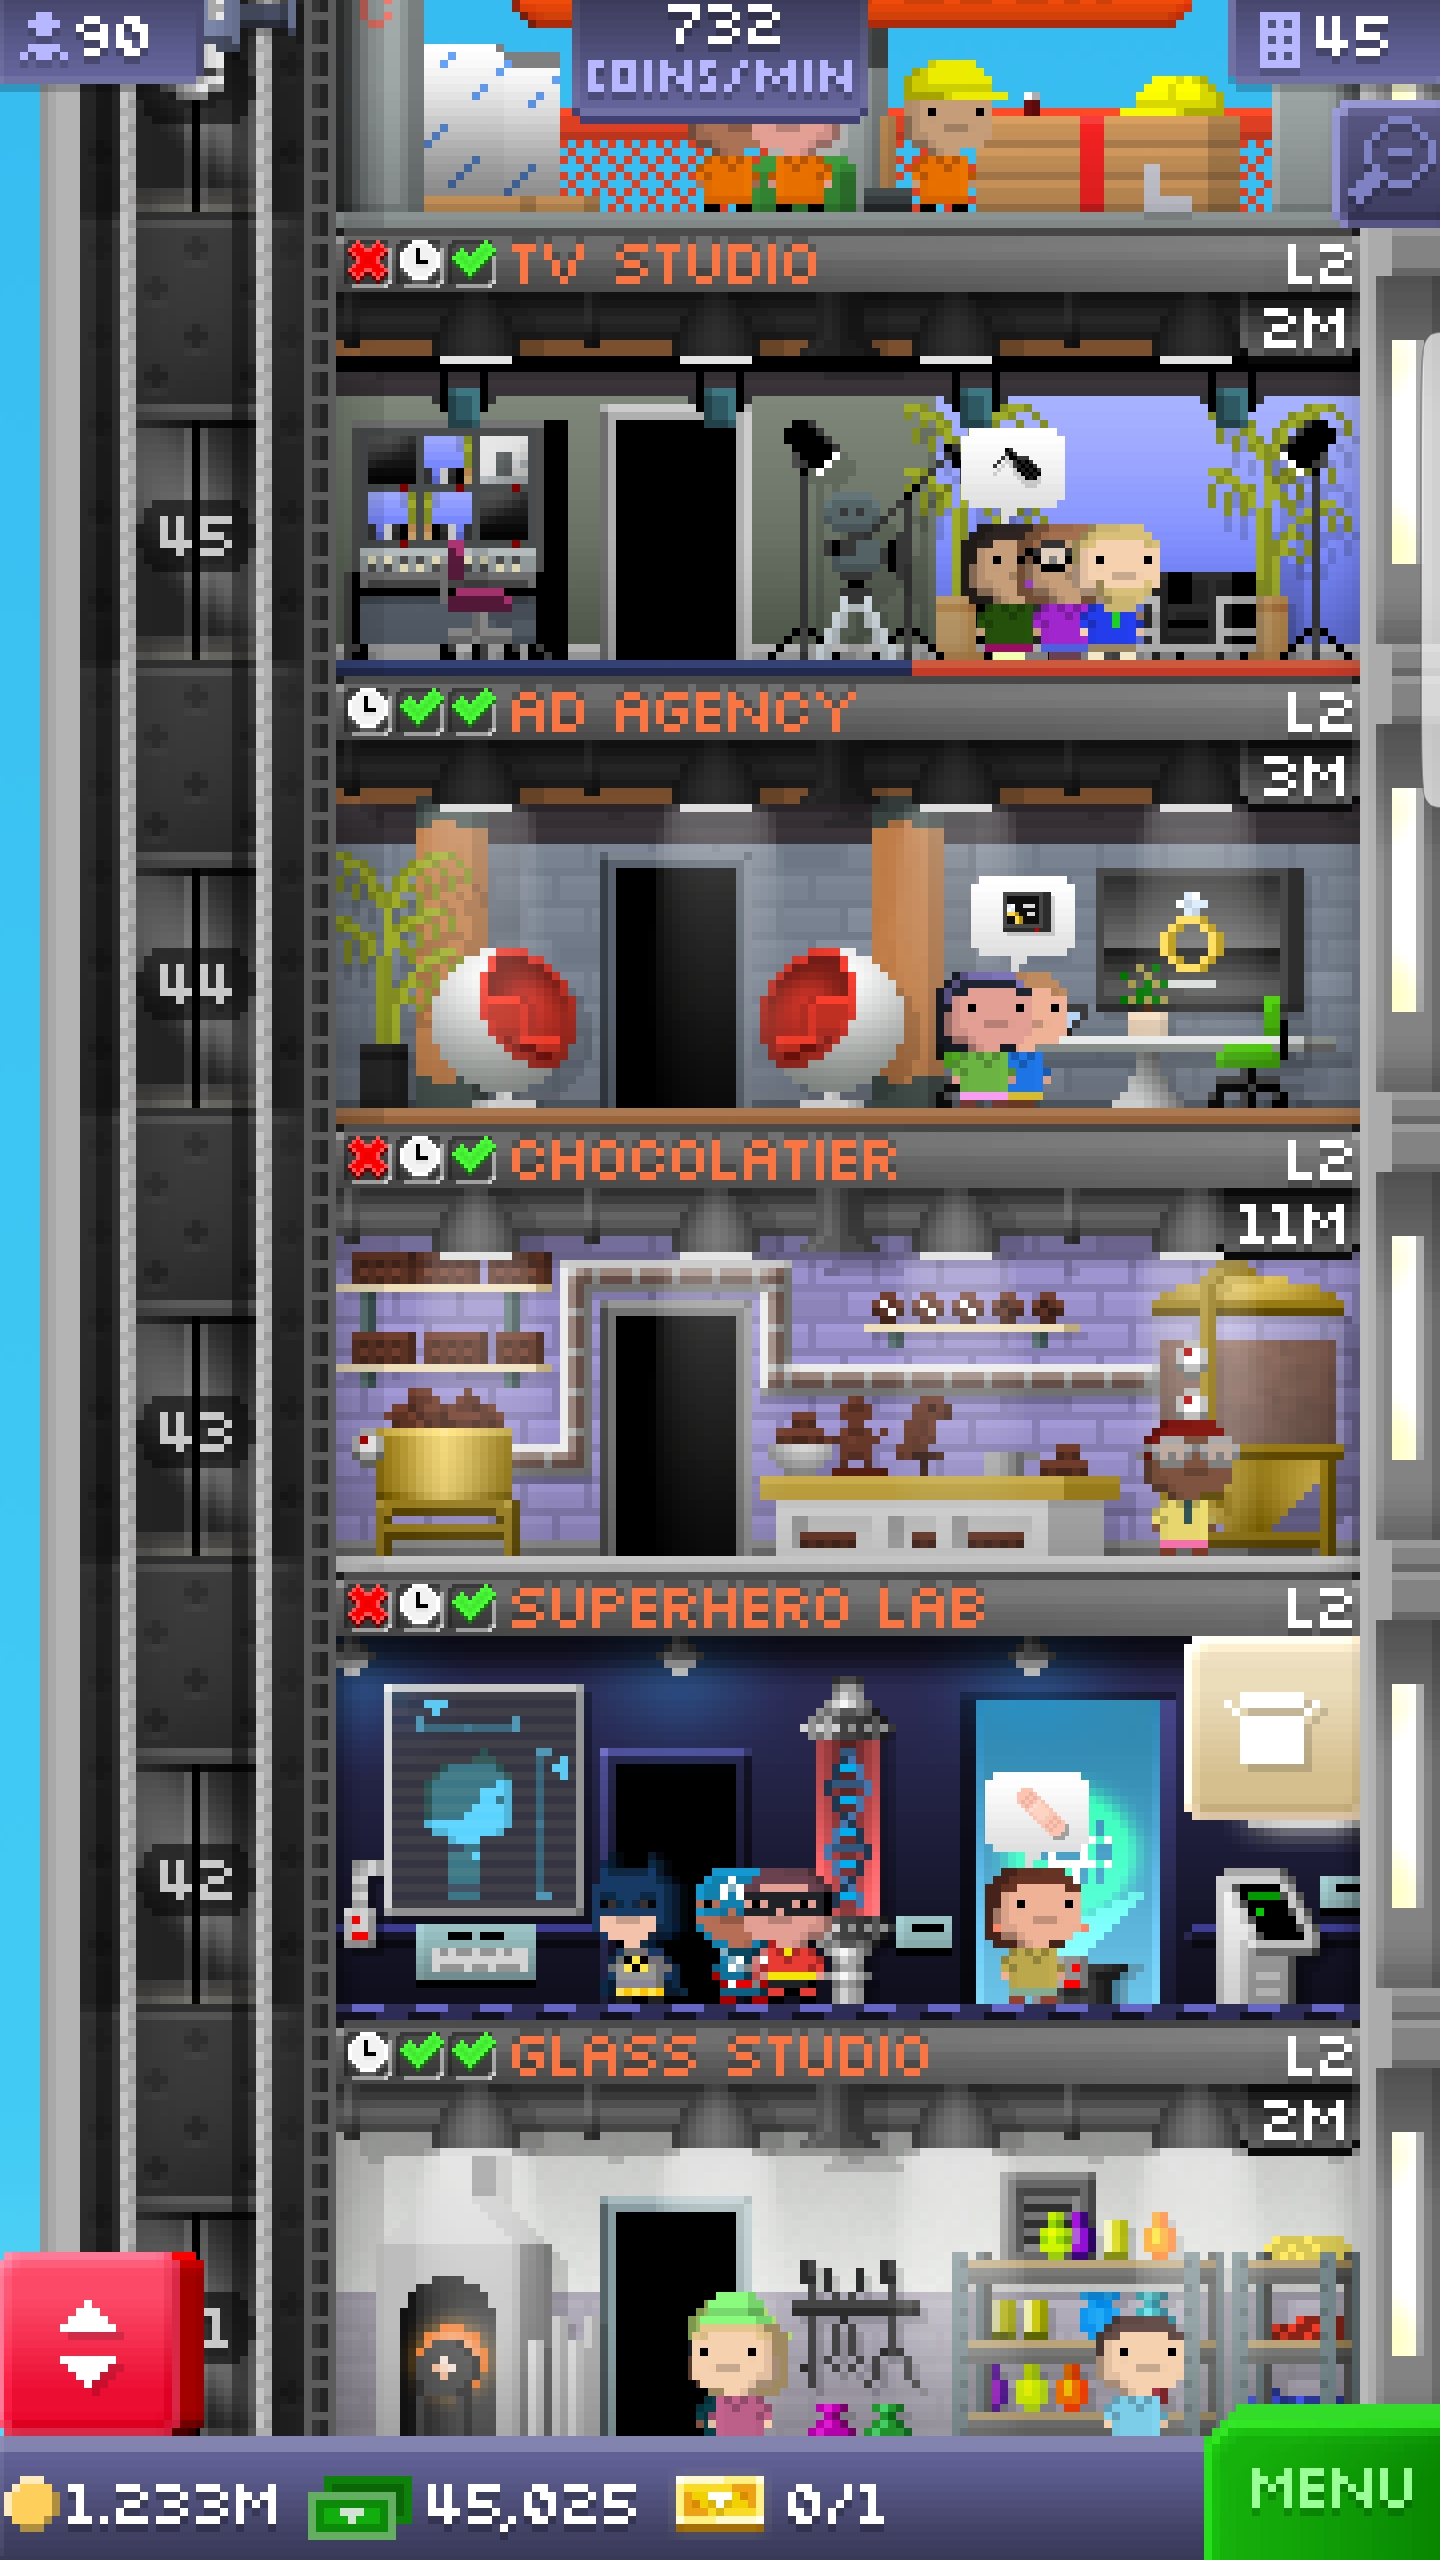 90
732
COINS/MIN
45
TV STUDIO
L2
2M
45
AD AGENCY
L2
3M
44
CHOCOLATIER
L2
11M
43
SUPERHERO LAB
L2
42
GLASS STUDIO
L2
2M
1.233M
45,025
0/1
MENU